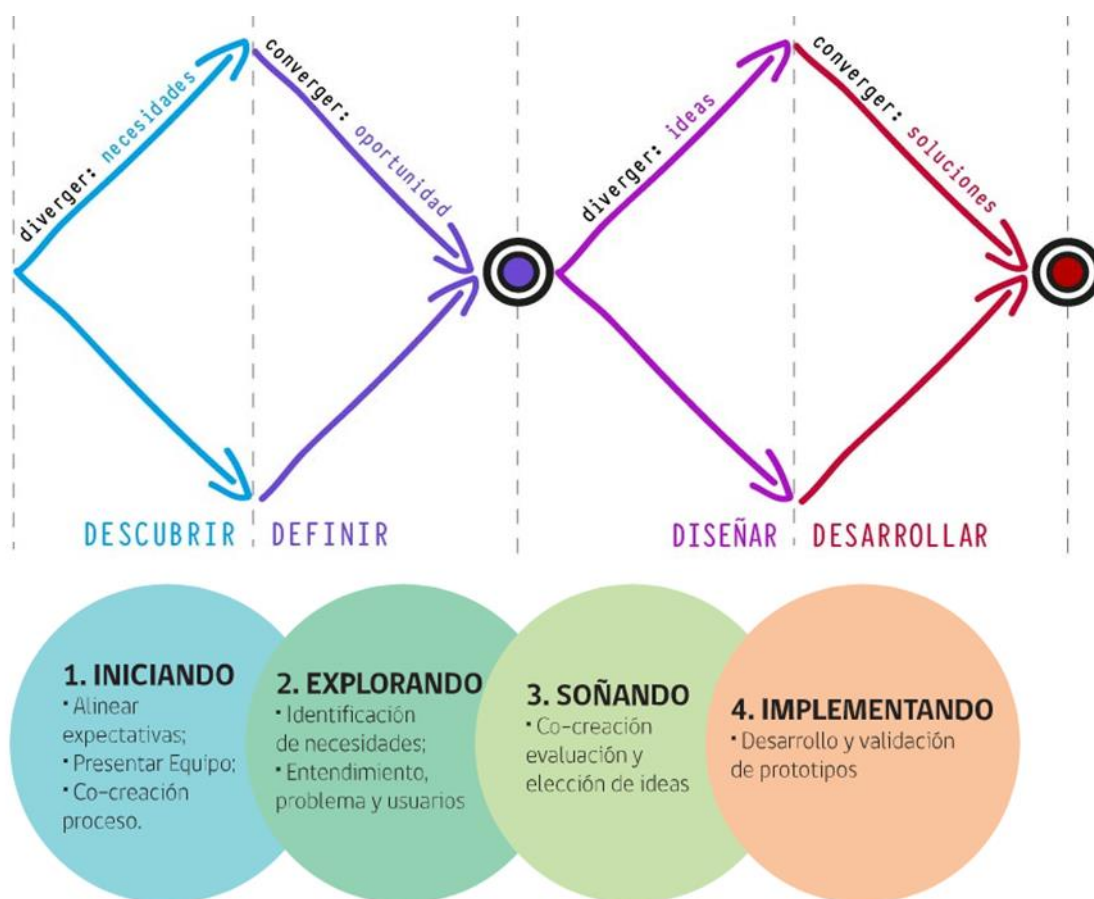 diverger: necesidades
converger: oportunidad
diverger: ideas
converger: soluciones
DESCUBRIR
DEFINIR
DISEÑAR
DESARROLLAR
1. INICIANDO
▪ Alinear
expectativas;
▪ Presentar Equipo;
▪ Co-creación
proceso.
2. EXPLORANDO
▪ Identificación
de necesidades;
▪ Entendimiento,
problema y usuarios
3. SOÑANDO
▪ Co-creación
evaluación y
elección de ideas
4. IMPLEMENTANDO
▪ Desarrollo y validación
de prototipos